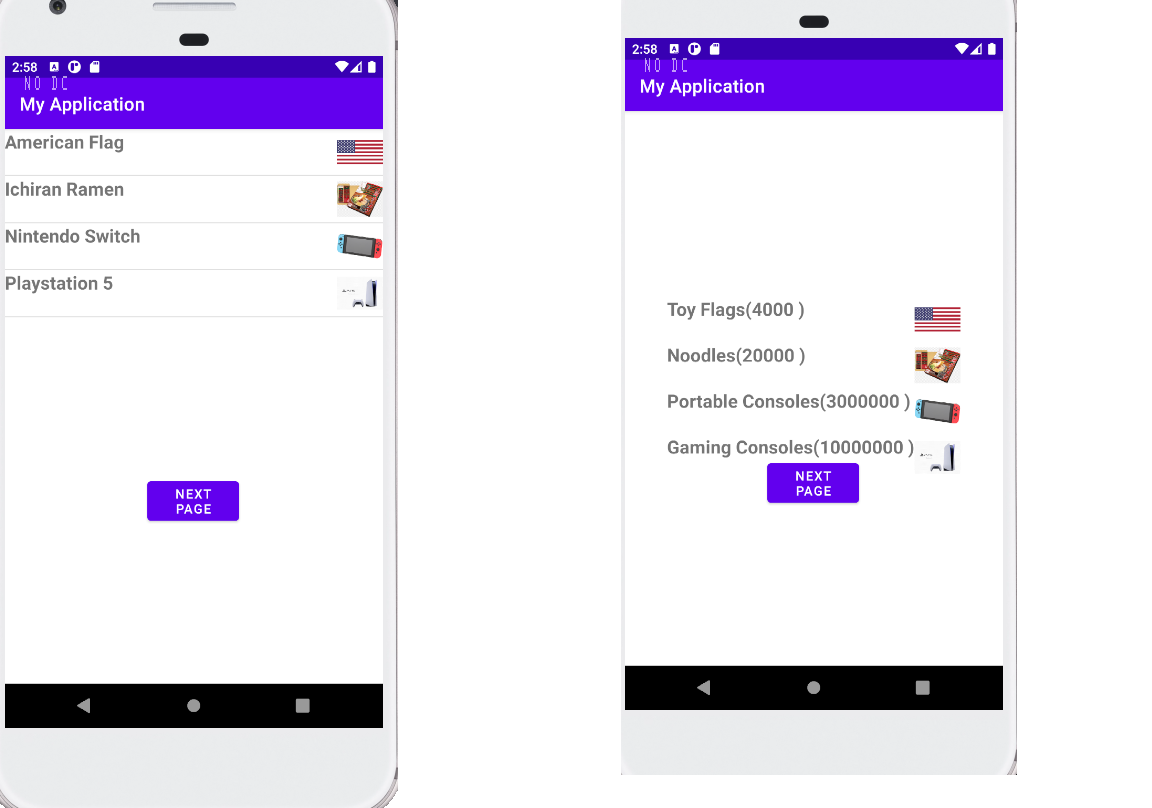 2:58
NO DC
My Application
American Flag
Ichiran Ramen
Nintendo Switch
Playstation 5
NEXT
PAGE
2:58
NO DC
My Application
Toy Flags(4000 )
Noodles(20000 )
Portable Consoles(3000000 )
Gaming Consoles(10000000 )
NEXT
PAGE